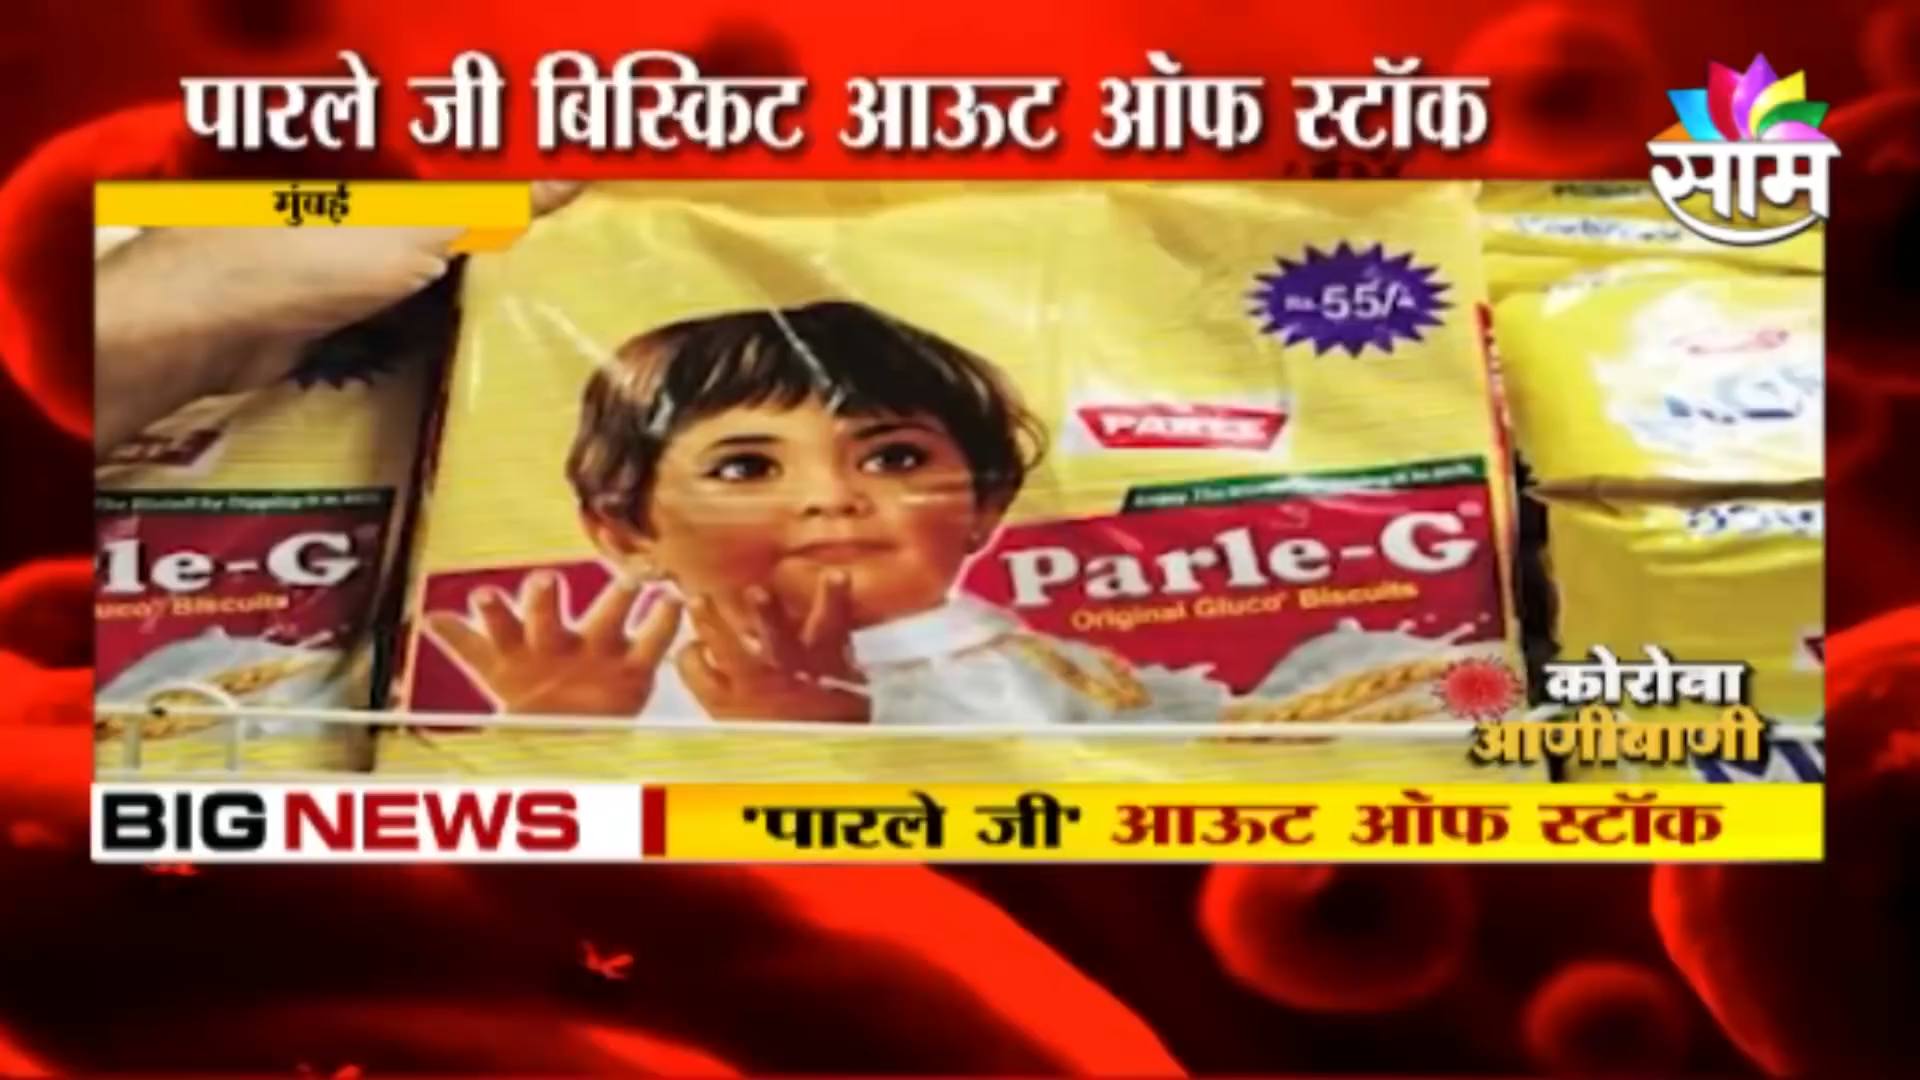 पारले जी बिस्किट आऊट ऑफ स्टॉक
साम
मुंबई
Rs. 55/-
PARLE
Parle-G
Original Gluco Biscuits
le-G
uco Biscuits
कोरोना
आणीबाणी
BIG NEWS
'पारले जी' आऊट ऑफ स्टॉक